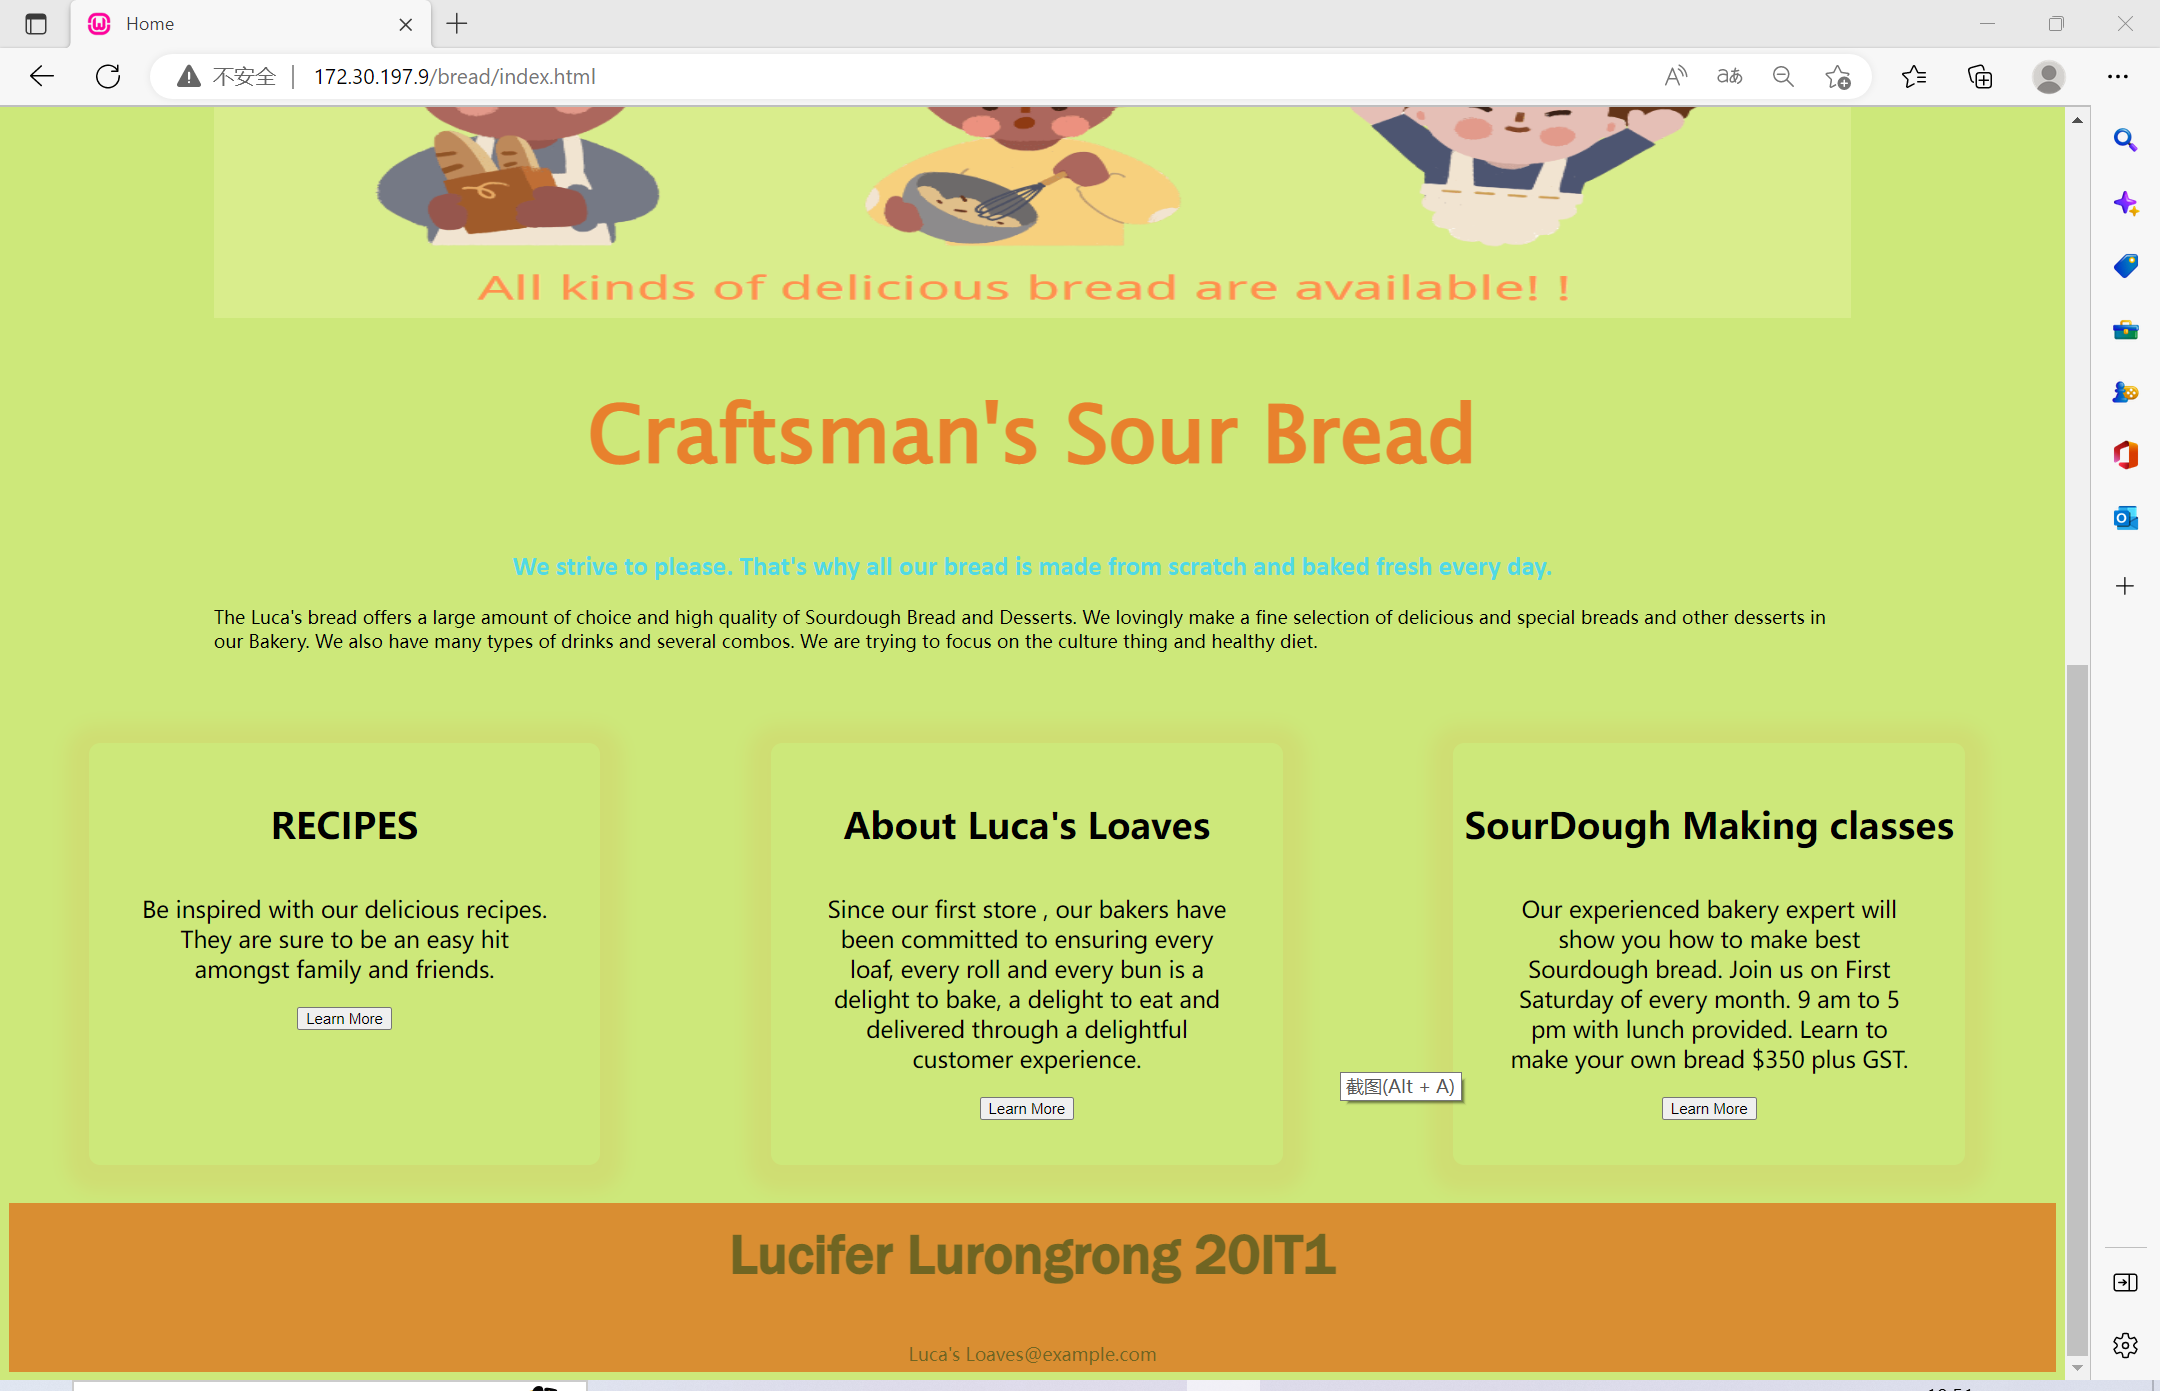 Home
不安全 | 172.30.197.9/bread/index.html
All kinds of delicious bread are available! !
Craftsman's Sour Bread
We strive to please. That's why all our bread is made from scratch and baked fresh every day.
The Luca's bread offers a large amount of choice and high quality of Sourdough Bread and Desserts. We lovingly make a fine selection of delicious and special breads and other desserts in
our Bakery. We also have many types of drinks and several combos. We are trying to focus on the culture thing and healthy diet.
RECIPES
Be inspired with our delicious recipes.
They are sure to be an easy hit
amongst family and friends.
Learn More
About Luca's Loaves
Since our first store , our bakers have
been committed to ensuring every
loaf, every roll and every bun is a
delight to bake, a delight to eat and
delivered through a delightful
customer experience.
Learn More
SourDough Making classes
Our experienced bakery expert will
show you how to make best
Sourdough bread. Join us on First
Saturday of every month. 9 am to 5
pm with lunch provided. Learn to
make your own bread $350 plus GST.
Learn More
截图(Alt + A)
Lucifer Lurongrong 20IT1
Luca's Loaves@example.com